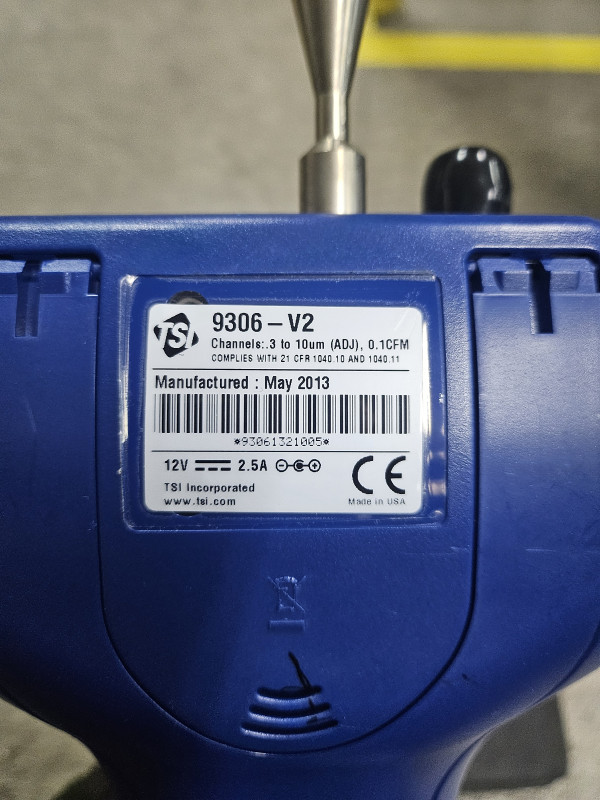 TSI
9306-V2
Channels:.3 to 10um (ADJ), 0.1CFM
COMPLIES WITH 21 CFR 1040.10 AND 1040.11
Manufactured : May 2013
*93061321005*
12V 2.5A
CE
TSI Incorporated
www.tsi.com
Made in USA